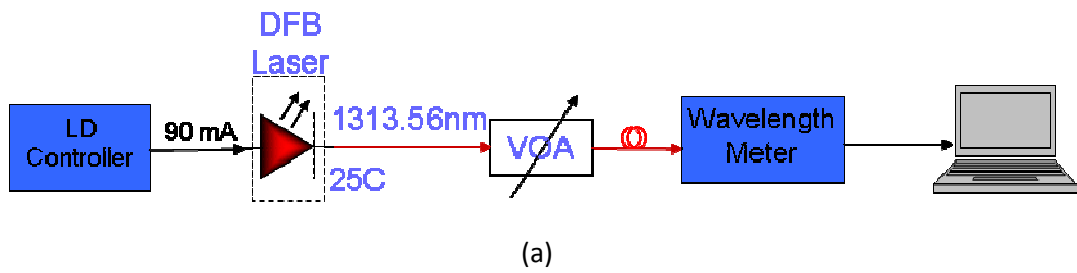 DFB
Laser
LD
Controller
90 mA
1313.56nm
25C
VOA
Wavelength
Meter
(a)